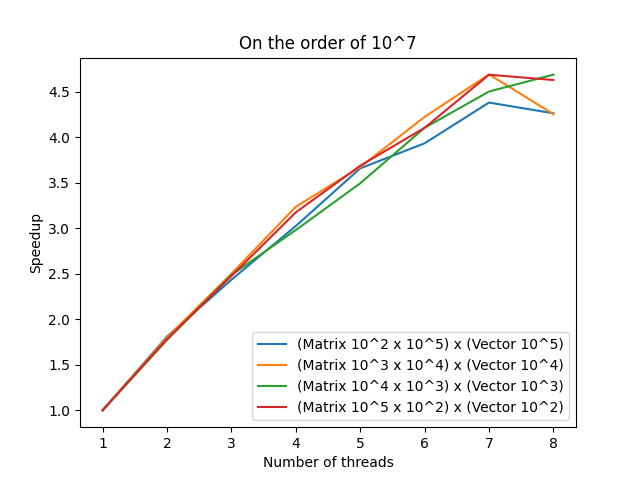 On the order of 10^7
Speedup
4.5
4.0
3.5
3.0
2.5
2.0
1.5
1.0
(Matrix 10^2 x 10^5) x (Vector 10^5)
(Matrix 10^3 x 10^4) x (Vector 10^4)
(Matrix 10^4 x 10^3) x (Vector 10^3)
(Matrix 10^5 x 10^2) x (Vector 10^2)
1 2 3 4 5 6 7 8
Number of threads